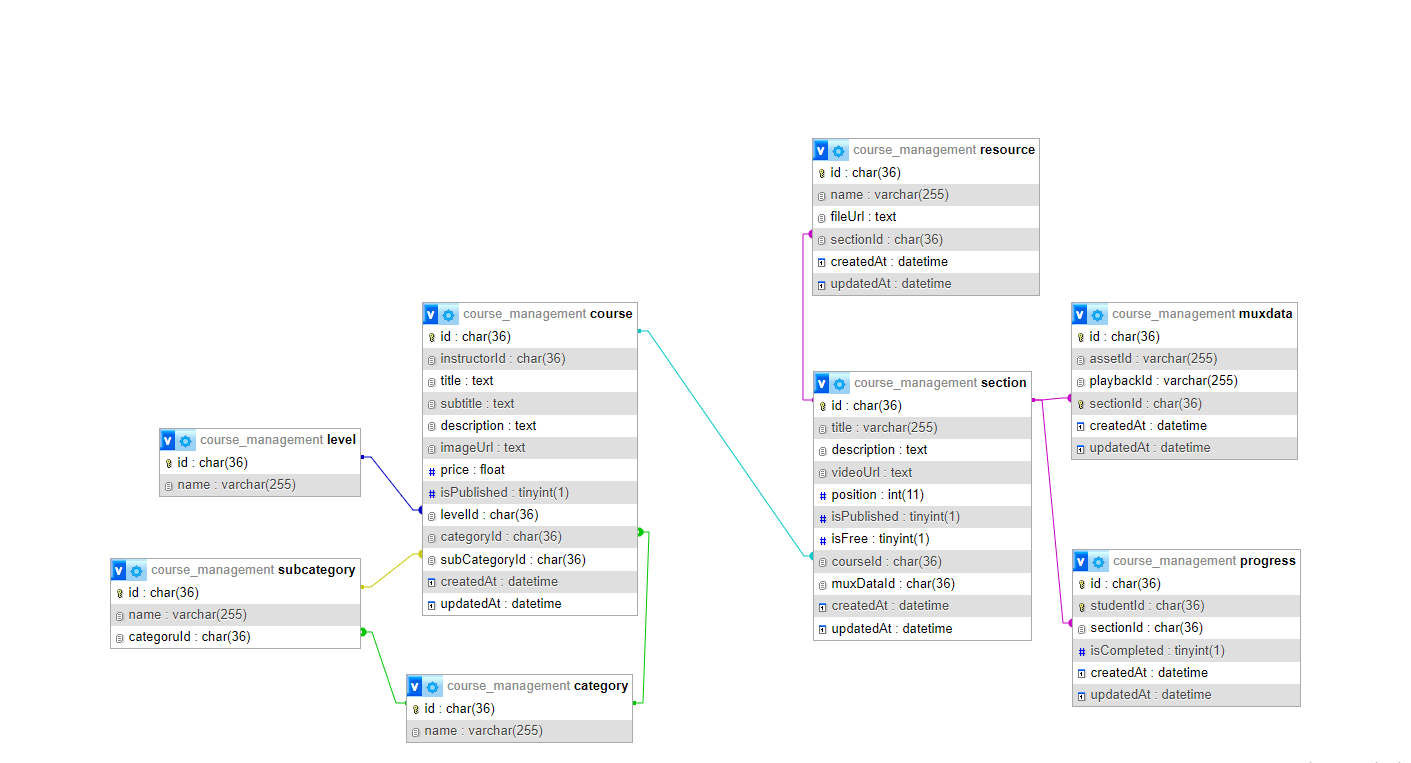 course_management resource
id : char(36)
name : varchar(255)
fileUrl : text
sectionId : char(36)
createdAt : datetime
updatedAt : datetime
course_management course
id : char(36)
instructorId : char(36)
title : text
subtitle : text
description : text
imageUrl : text
price : float
isPublished : tinyint(1)
levelId : char(36)
categoryId : char(36)
subCategoryId : char(36)
createdAt : datetime
updatedAt : datetime
course_management muxdata
id : char(36)
assetId : varchar(255)
playbackId : varchar(255)
sectionId : char(36)
createdAt : datetime
updatedAt : datetime
course_management section
id : char(36)
title : varchar(255)
description : text
videoUrl : text
position : int(11)
isPublished : tinyint(1)
isFree : tinyint(1)
courseId : char(36)
muxDataId : char(36)
createdAt : datetime
updatedAt : datetime
course_management level
id : char(36)
name : varchar(255)
course_management subcategory
id : char(36)
name : varchar(255)
categoruId : char(36)
course_management progress
id : char(36)
studentId : char(36)
sectionId : char(36)
isCompleted : tinyint(1)
createdAt : datetime
updatedAt : datetime
course_management category
id : char(36)
name : varchar(255)